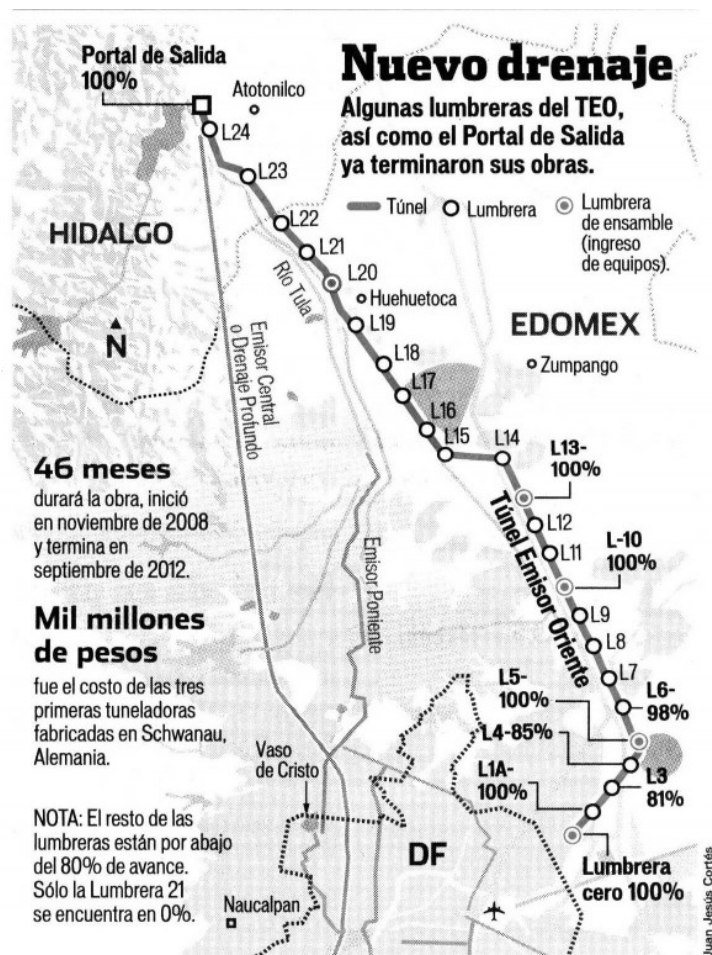 Nuevo drenaje
Algunas lumbreras del TEO,
así como el Portal de Salida
ya terminaron sus obras.
Túnel
Lumbrera
Lumbrera
de ensamble
(ingreso
de equipos).
Portal de Salida
100%
Atotonilco
L24
L23
L22
L21
L20
HIDALGO
Río Tula
Huehuetoca
L19
EDOMEX
N
Emisor Central
o Drenaje Profundo
L18
Zumpango
L17
L16
L15
L14
L13-
100%
46 meses
durará la obra, inició
en noviembre de 2008
y termina en
septiembre de 2012.
Túnel Emisor Oriente
L12
L11
L-10
100%
Emisor Poniente
L9
L8
L7
Mil millones
de pesos
fue el costo de las tres
primeras tuneladoras
fabricadas en Schwanau,
Alemania.
L5-
100%
L6-
98%
L4-85%
Vaso
de Cristo
L1A-
100%
L3
81%
NOTA: El resto de las
lumbreras están por abajo
del 80% de avance.
Sólo la Lumbrera 21
se encuentra en 0%.
DF
Lumbrera
cero 100%
Naucalpan
Juan Jesús Cortés